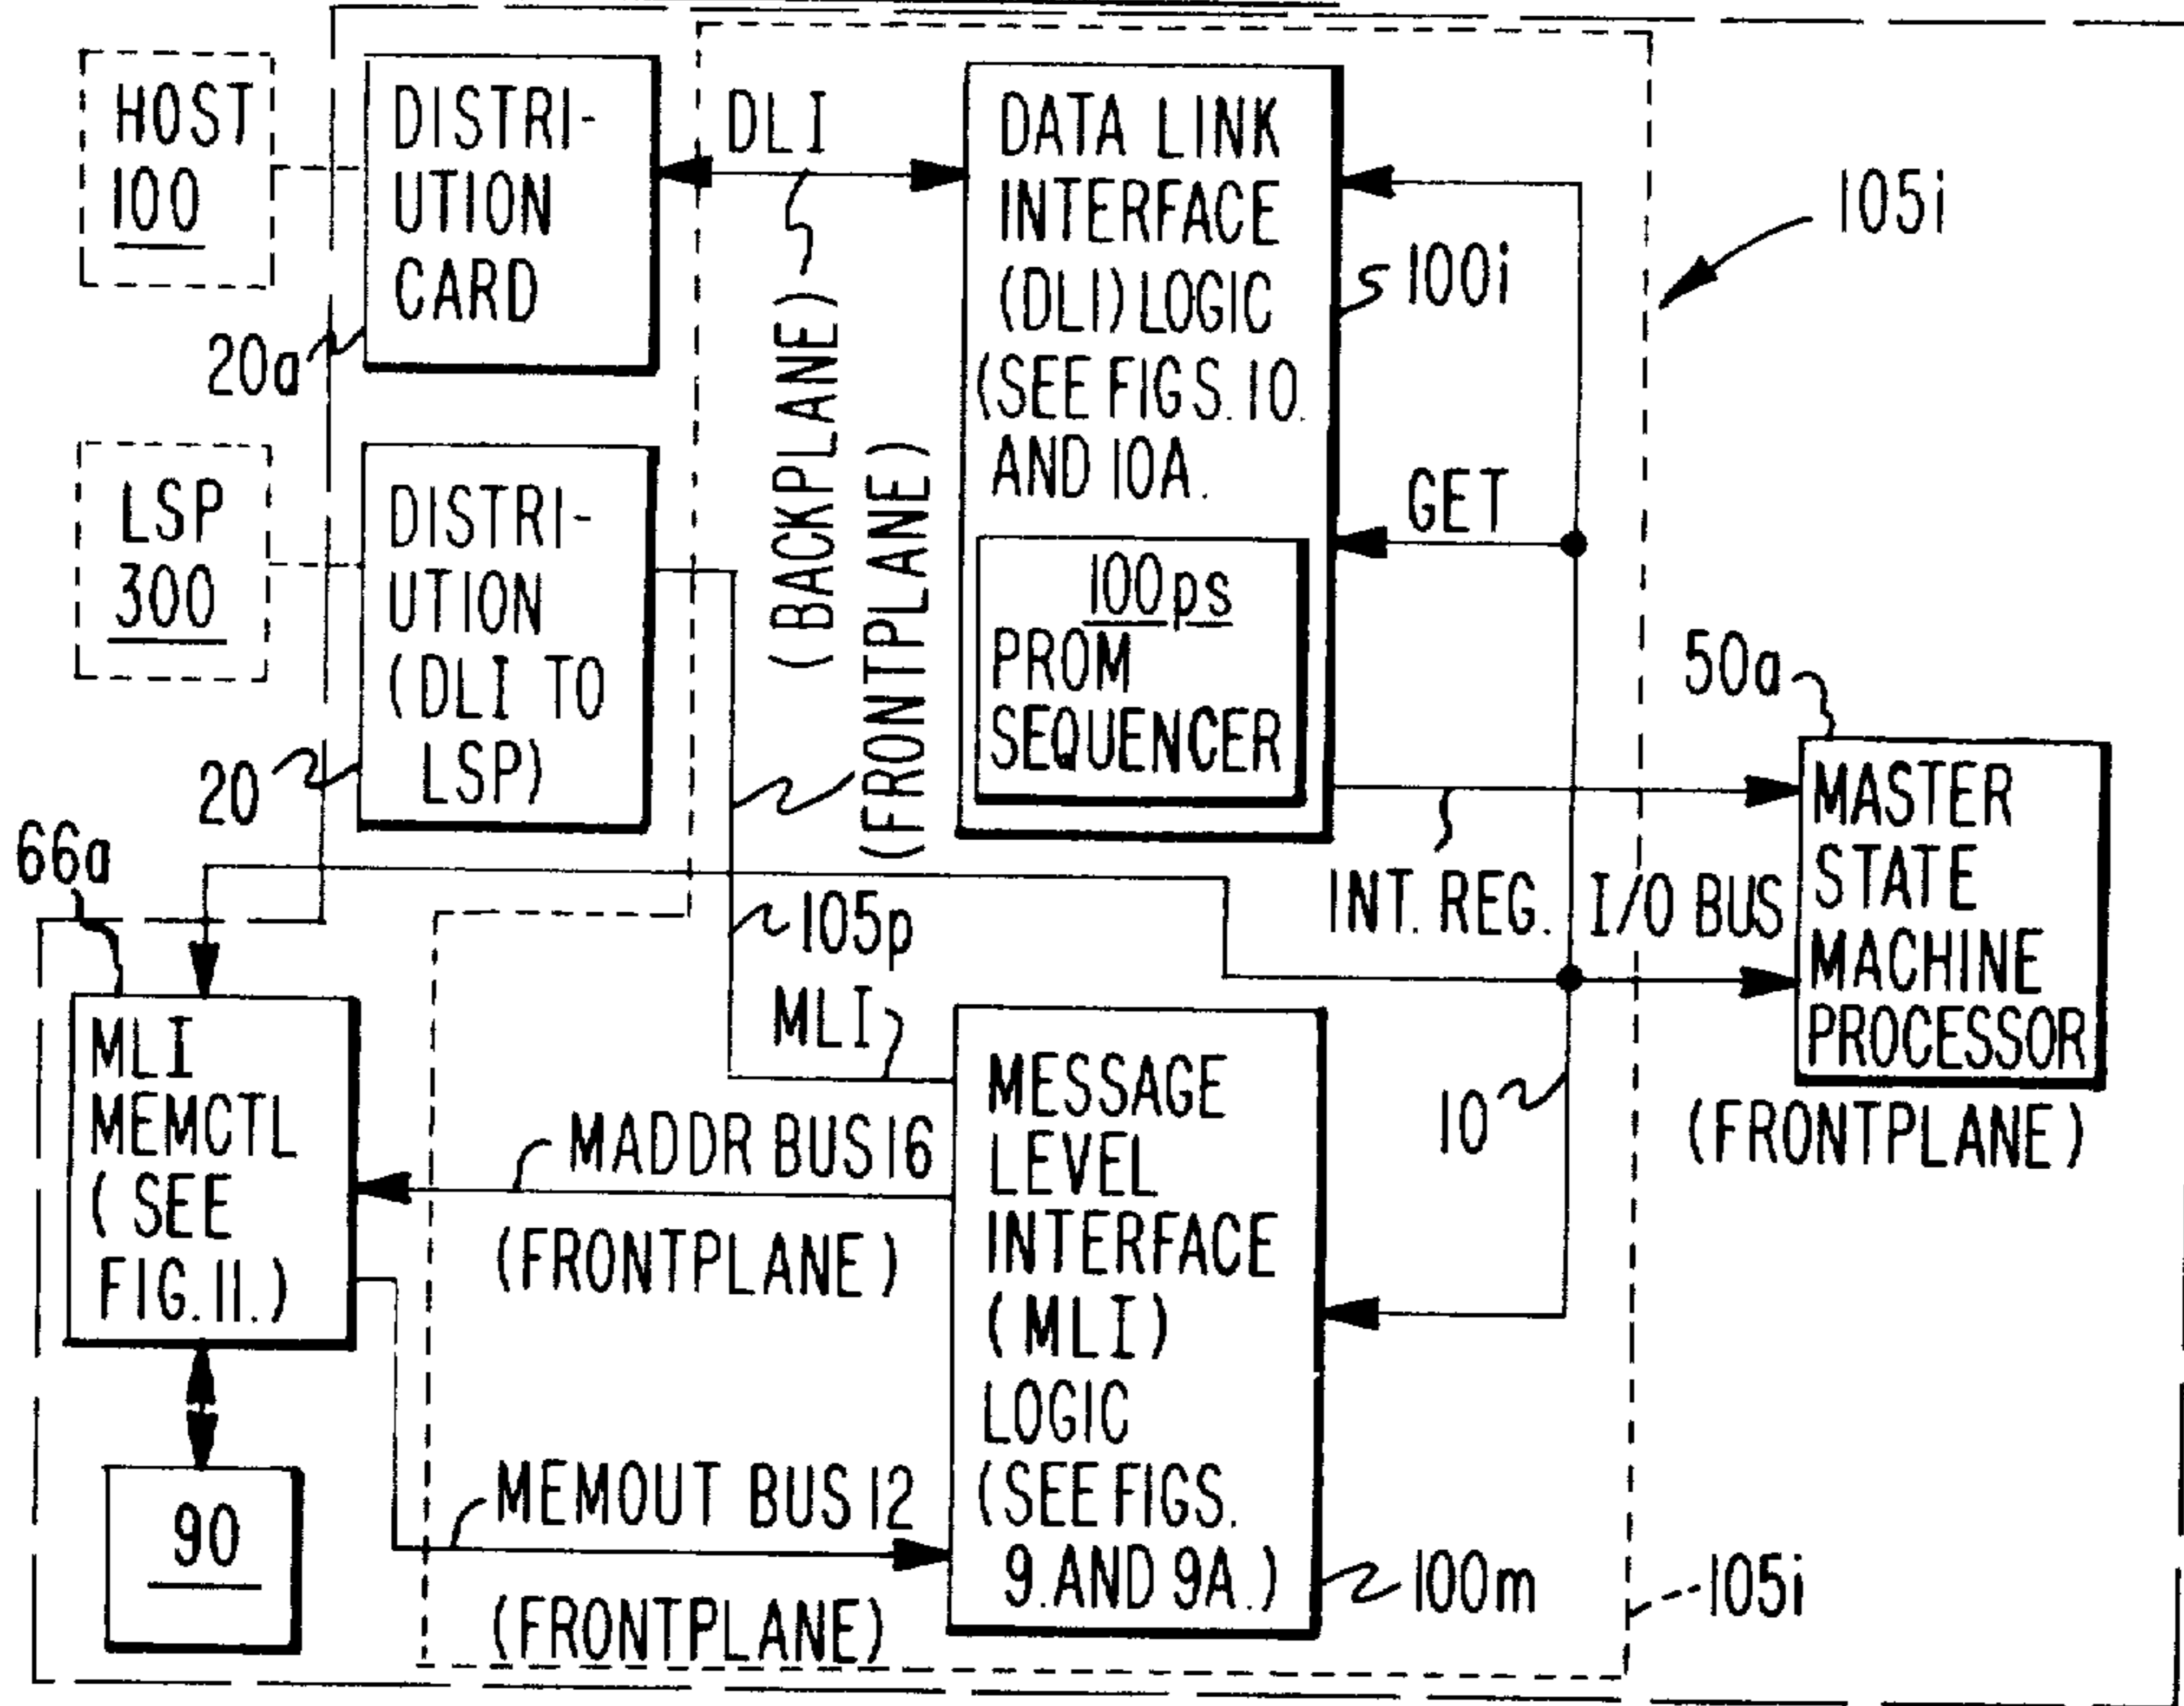 HOST
100
DISTRI-
UTION
CARD
20a
DLI
(BACKPLANE)
DATA LINK
INTERFACE
(DLI) LOGIC
(SEE FIGS. 10.
AND 10A.
100i
105i
GET
100ps
PROM
SEQUENCER
LSP
300
DISTRI-
UTION
(DLI TO
LSP)
20
(FRONTPLANE)
50a
MASTER
STATE
MACHINE
PROCESSOR
(FRONTPLANE)
INT. REG. I/O BUS
66a
105p
MLI
10
MLI
MEMCTL
(SEE
FIG. 11.)
MADDR BUS 16
(FRONTPLANE)
MESSAGE
LEVEL
INTERFACE
(MLI)
LOGIC
(SEE FIGS.
9. AND 9A.)
100m
90
MEMOUT BUS 12
(FRONTPLANE)
105i